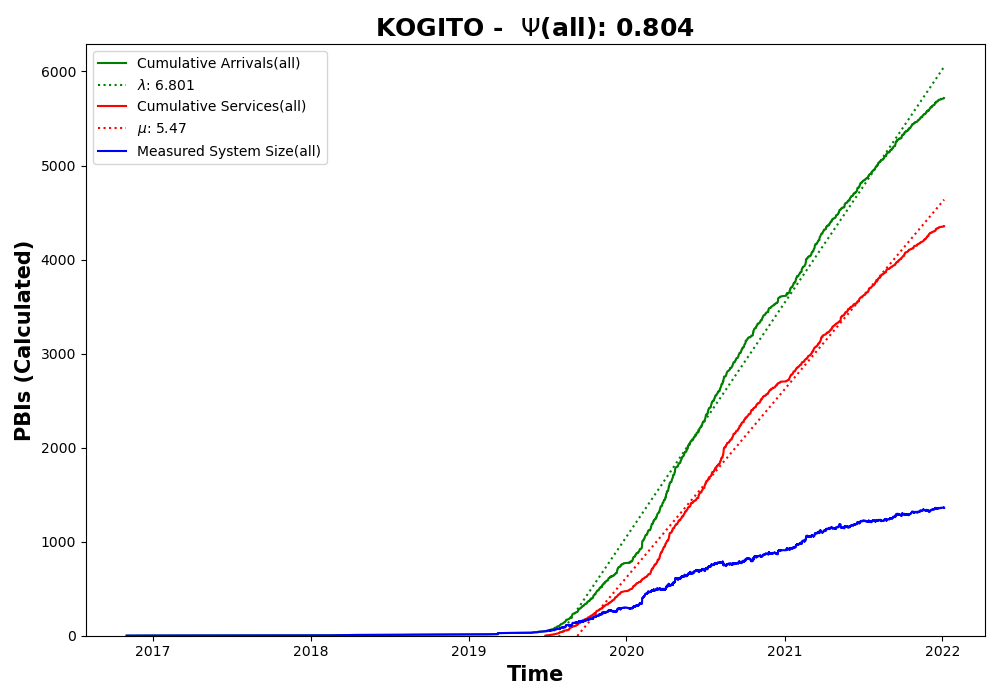 KOGITO - Ψ(all): 0.804
Cumulative Arrivals(all)
λ: 6.801
Cumulative Services(all)
μ: 5.47
Measured System Size(all)
PBIs (Calculated)
6000
5000
4000
3000
2000
1000
0
2017 2018 2019 2020 2021 2022
Time